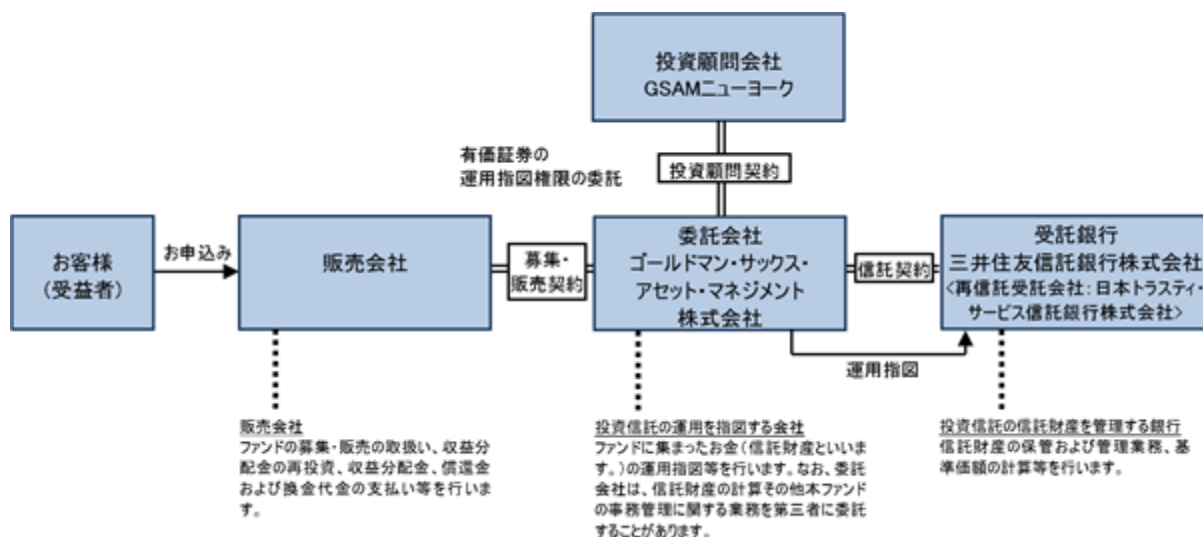 投資顧問会社
GSAMニューヨーク
有価証券の
運用指図権限の委託
投資顧問契約
お客様
(受益者)
お申込み
販売会社
募集・
販売契約
委託会社
ゴールドマン・サックス・
アセット・マネジメント
株式会社
信託契約
受託銀行
三井住友信託銀行株式会社
<再信託受託会社:日本トラスティ・
サービス信託銀行株式会社>
運用指図
販売会社
ファンドの募集・販売の取扱い、収益分
配金の再投資、収益分配金、償還金
および換金代金の支払い等を行いま
す。
投資信託の運用を指図する会社
ファンドに集まったお金(信託財産といいま
す。)の運用指図等を行います。なお、委託
会社は、信託財産の計算その他本ファンド
の事務管理に関する業務を第三者に委託
することがあります。
投資信託の信託財産を管理する銀行
信託財産の保管および管理業務、基
準価額の計算等を行います。